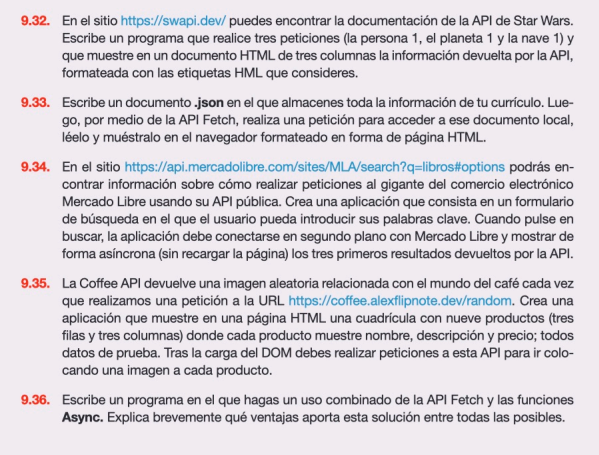 9.32. En el sitio https://swapi.dev/ puedes encontrar la documentación de la API de Star Wars.
Escribe un programa que realice tres peticiones (la persona 1, el planeta 1 y la nave 1) y
que muestre en un documento HTML de tres columnas la información devuelta por la API,
formateada con las etiquetas HML que consideres.
9.33. Escribe un documento .json en el que almacenes toda la información de tu currículo. Lue-
go, por medio de la API Fetch, realiza una petición para acceder a ese documento local,
léelo y muéstralo en el navegador formateado en forma de página HTML.
9.34. En el sitio https://api.mercadolibre.com/sites/MLA/search?q=libros#options podrás en-
contrar información sobre cómo realizar peticiones al gigante del comercio electrónico
Mercado Libre usando su API pública. Crea una aplicación que consista en un formulario
de búsqueda en el que el usuario pueda introducir sus palabras clave. Cuando pulse en
buscar, la aplicación debe conectarse en segundo plano con Mercado Libre y mostrar de
forma asíncrona (sin recargar la página) los tres primeros resultados devueltos por la API.
9.35. La Coffee API devuelve una imagen aleatoria relacionada con el mundo del café cada vez
que realizamos una petición a la URL https://coffee.alexflipnote.dev/random. Crea una
aplicación que muestre en una página HTML una cuadrícula con nueve productos (tres
filas y tres columnas) donde cada producto muestre nombre, descripción y precio; todos
datos de prueba. Tras la carga del DOM debes realizar peticiones a esta API para ir colo-
cando una imagen a cada producto.
9.36. Escribe un programa en el que hagas un uso combinado de la API Fetch y las funciones
Async. Explica brevemente qué ventajas aporta esta solución entre todas las posibles.